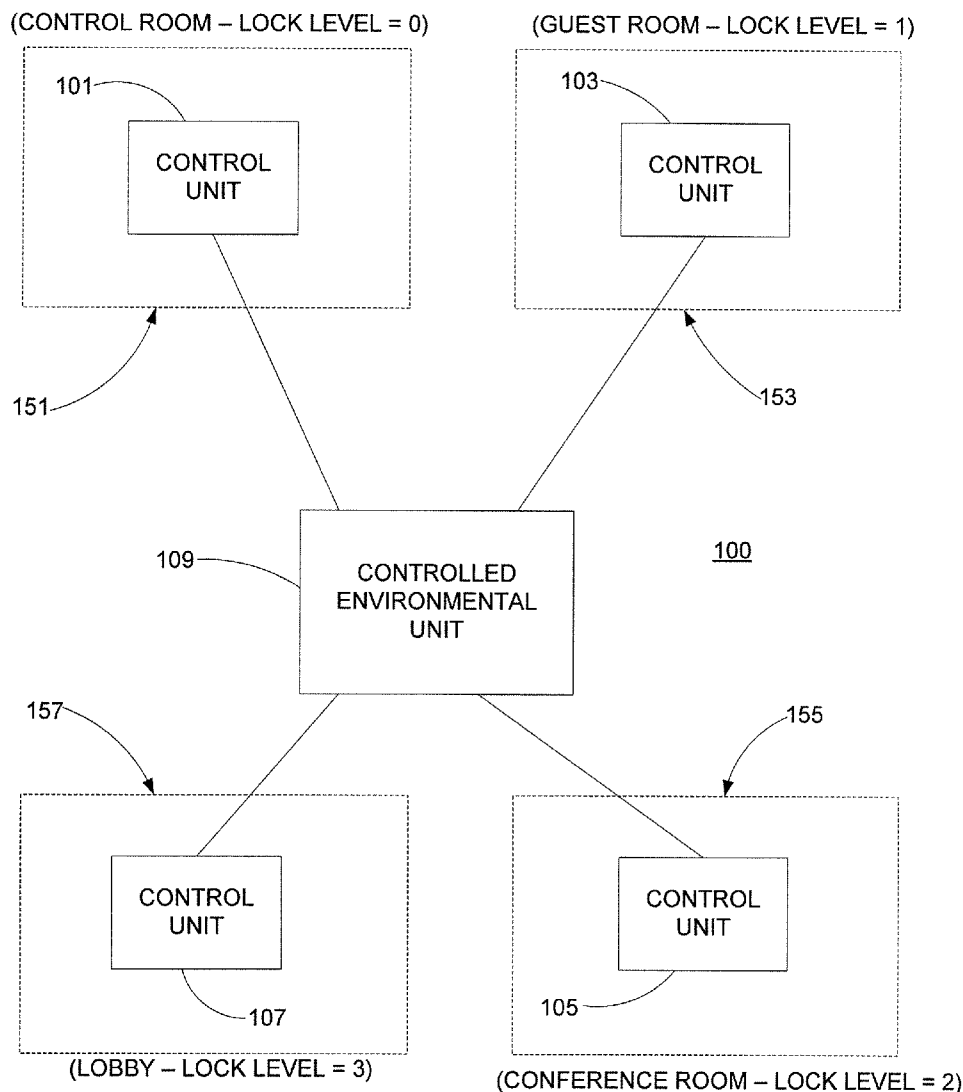 (CONTROL ROOM – LOCK LEVEL = 0)
(GUEST ROOM – LOCK LEVEL = 1)
101
CONTROL
UNIT
103
CONTROL
UNIT
151
153
109
CONTROLLED
ENVIRONMENTAL
UNIT
100
157
155
CONTROL
UNIT
107
CONTROL
UNIT
105
(LOBBY – LOCK LEVEL = 3)
(CONFERENCE ROOM – LOCK LEVEL = 2)